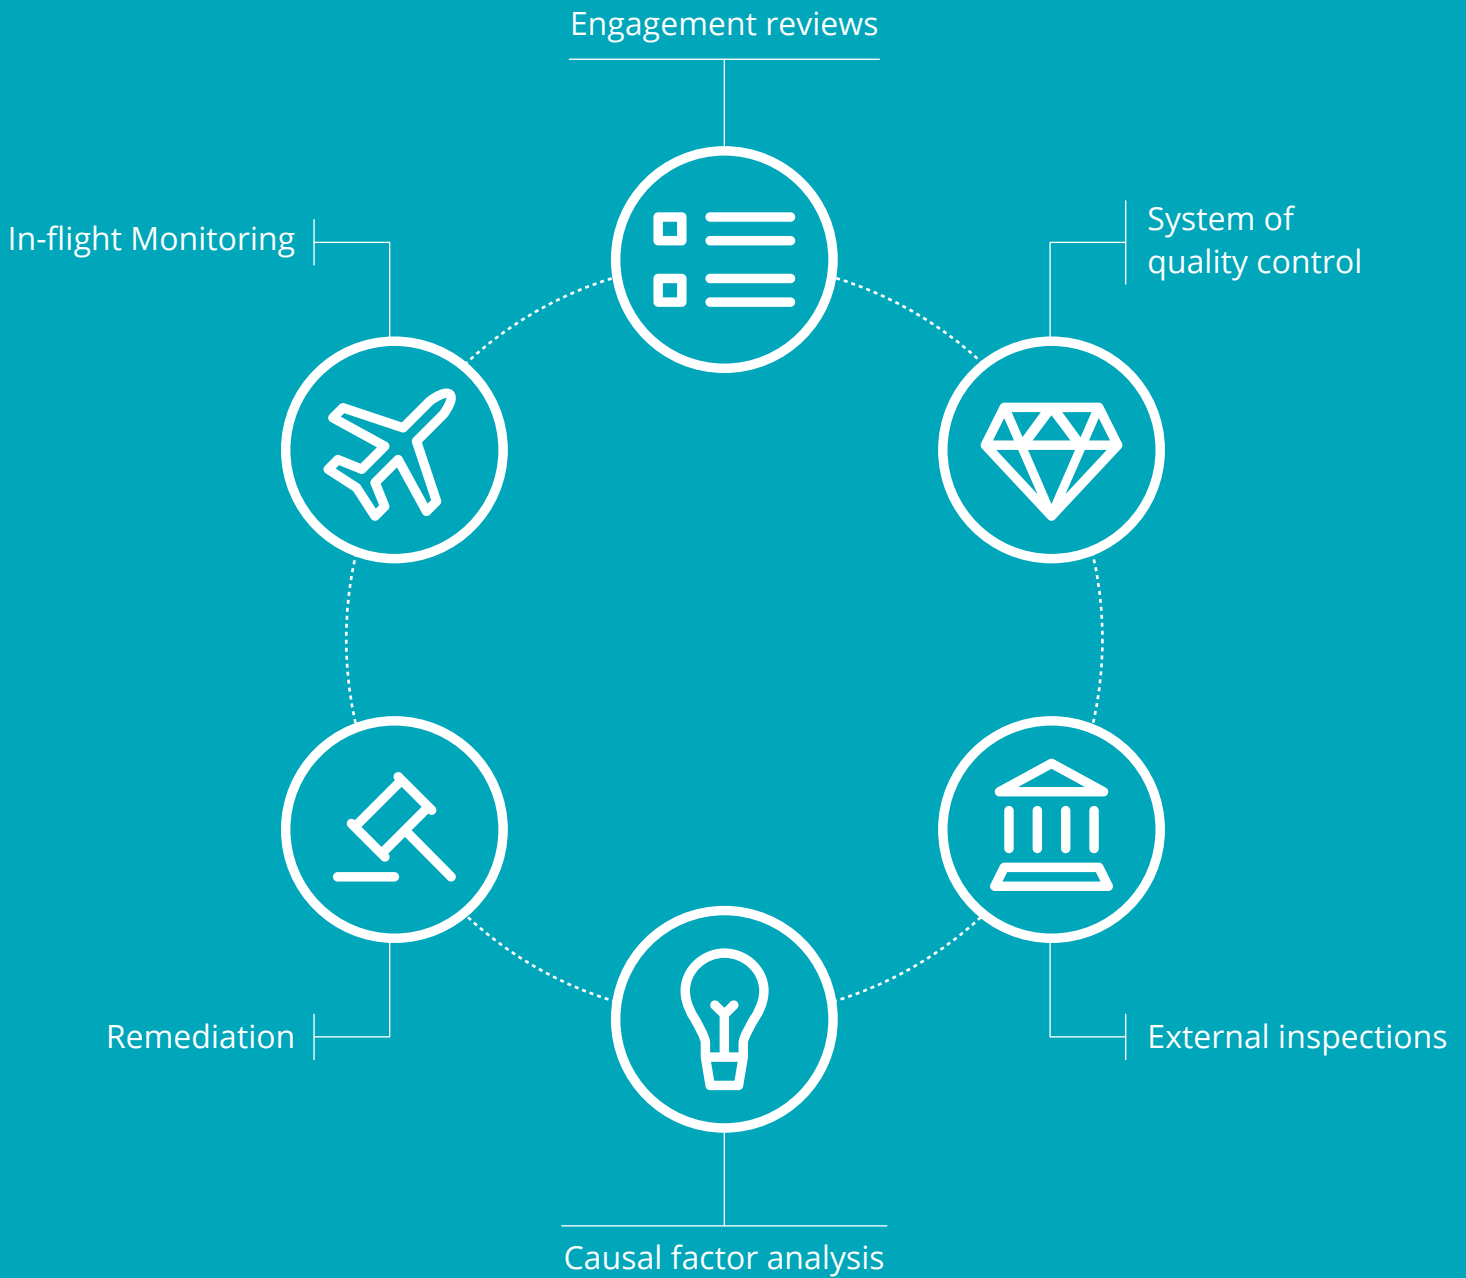 Engagement reviews
In-flight Monitoring
System of
quality control
Remediation
External inspections
Causal factor analysis